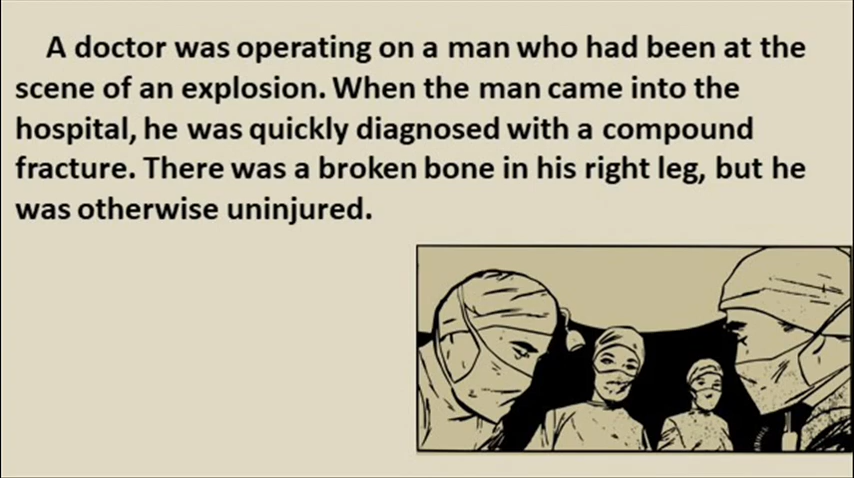 A doctor was operating on a man who had been at the
scene of an explosion. When the man came into the
hospital, he was quickly diagnosed with a compound
fracture. There was a broken bone in his right leg, but he
was otherwise uninjured.